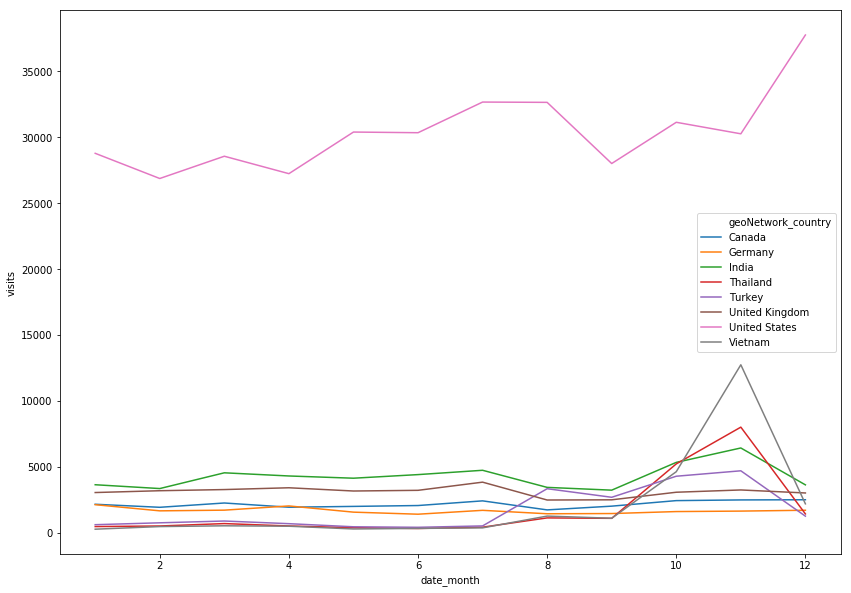 35000
30000
25000
20000
15000
10000
5000
0
visits
2
4
6
8
10
12
date_month
geoNetwork_country
Canada
Germany
India
Thailand
Turkey
United Kingdom
United States
Vietnam